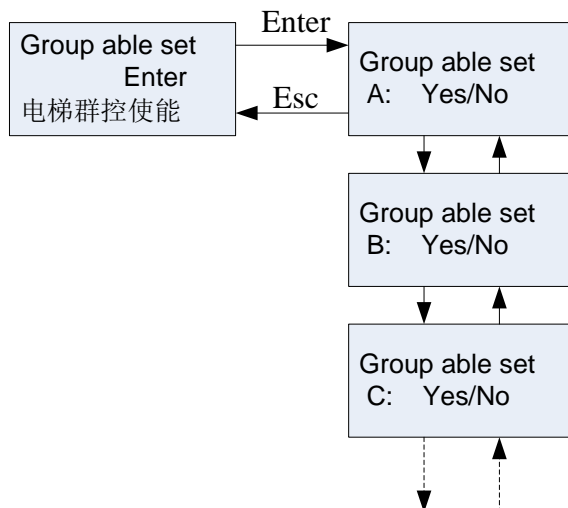 Group able set
Enter
电梯群控使能
Enter
Esc
Group able set
A: Yes/No
Group able set
B: Yes/No
Group able set
C: Yes/No